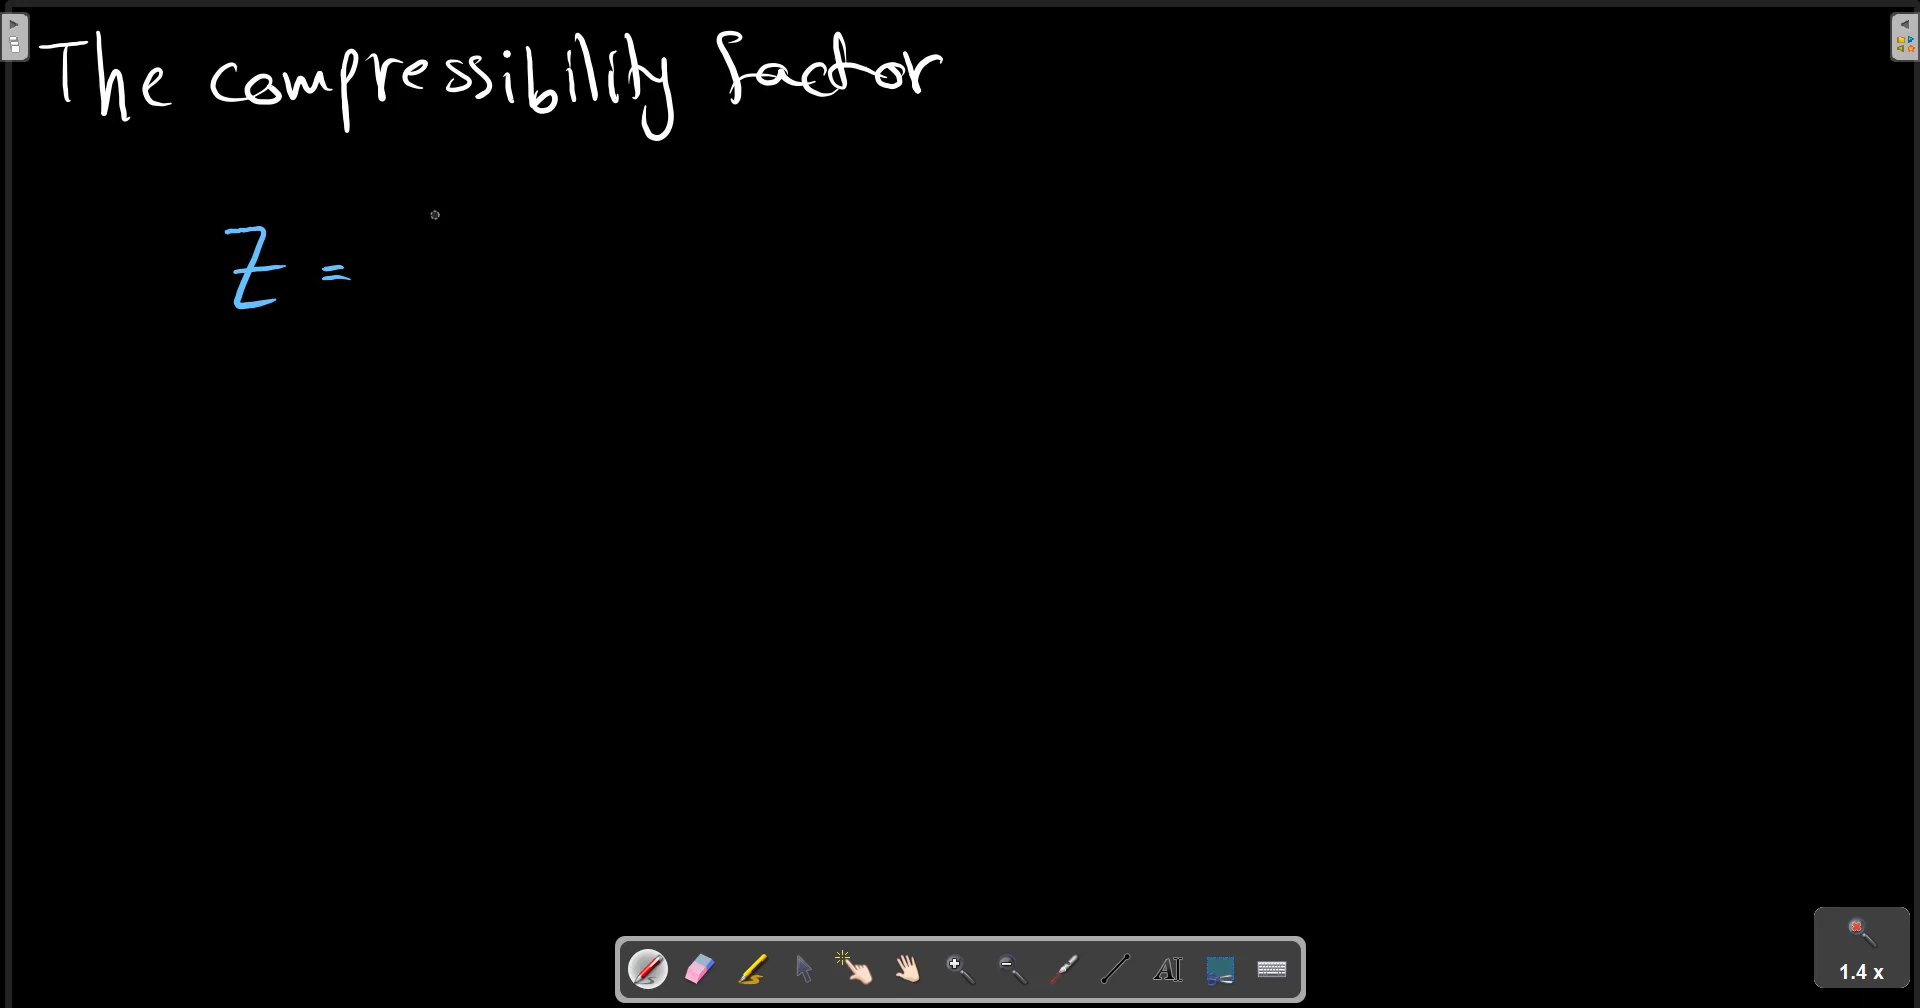 The compressibility factor
Z =
1.4 x